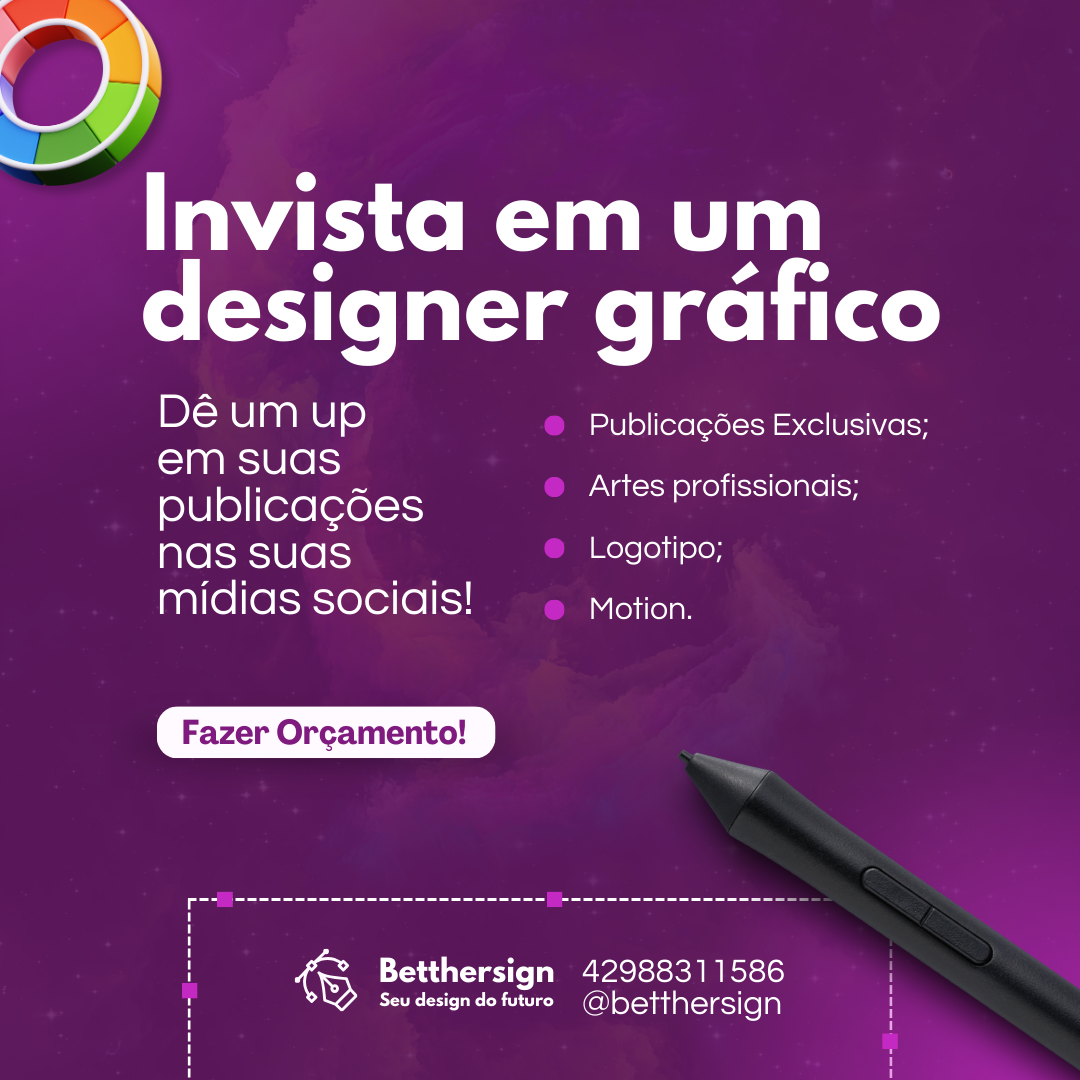 Invista em um
designer gráfico
Dê um up
em suas
publicações
nas suas
mídias sociais!
Publicações Exclusivas;
Artes profissionais;
Logotipo;
Motion.
Fazer Orçamento!
Betthersign
Seu design do futuro
42988311586
@betthersign